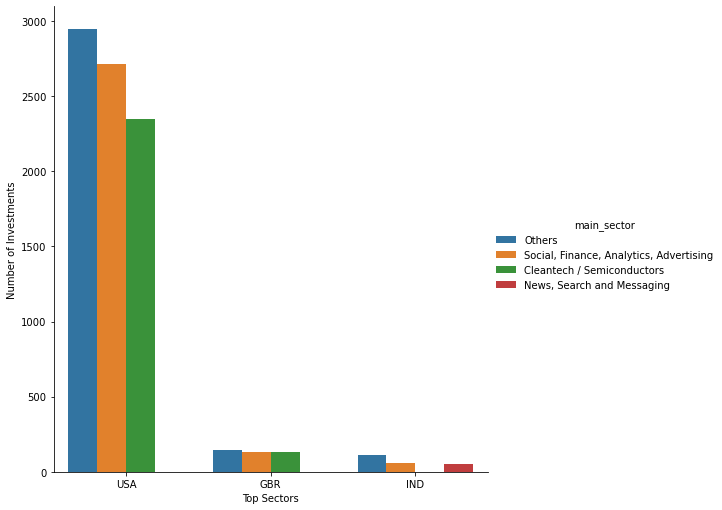 3000
2500
2000
1500
1000
500
0
Number of Investments
USA
GBR
IND
Top Sectors
main_sector
Others
Social, Finance, Analytics, Advertising
Cleantech / Semiconductors
News, Search and Messaging